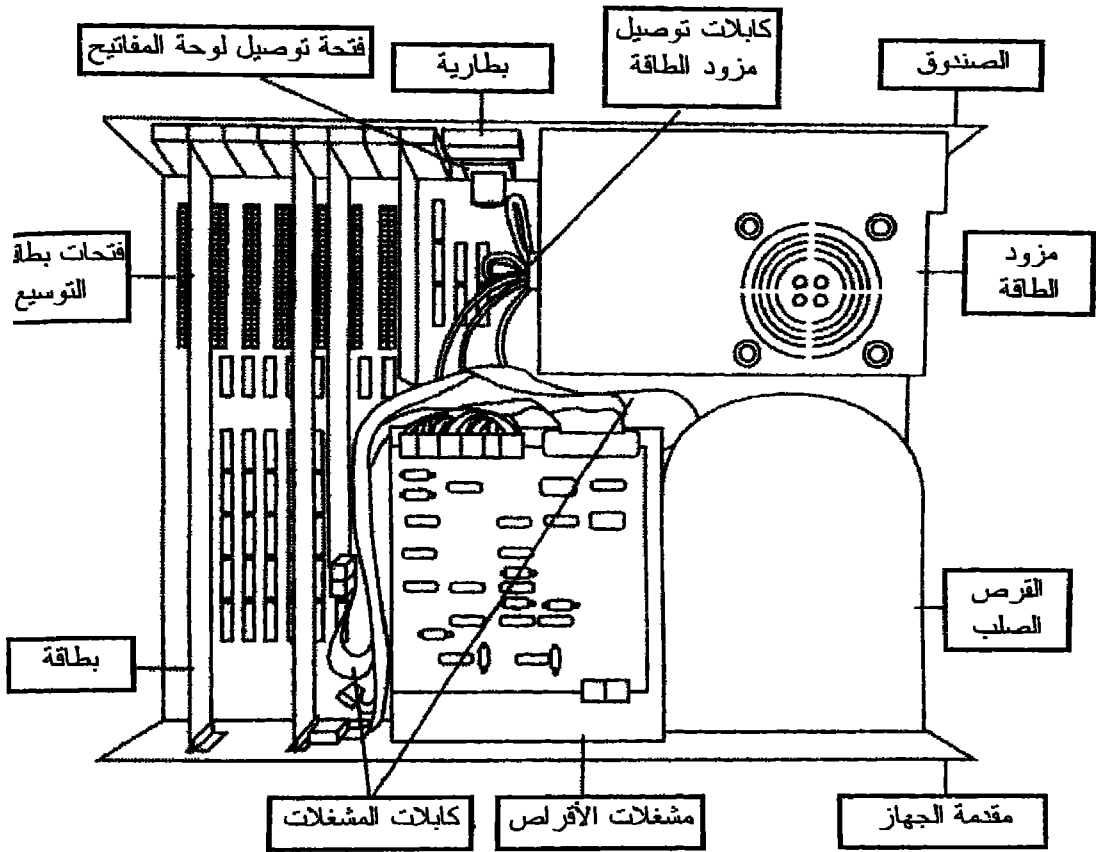 فتحة توصيل لوحة المفاتيح
بطارية
كابلات توصيل
مزود الطاقة
الصندوق
فتحات
التوسيع
مزود
الطاقة
القرص
الصلب
بطاقة
كابلات المشغلات
مشغلات الأقراص
مقدمة الجهاز